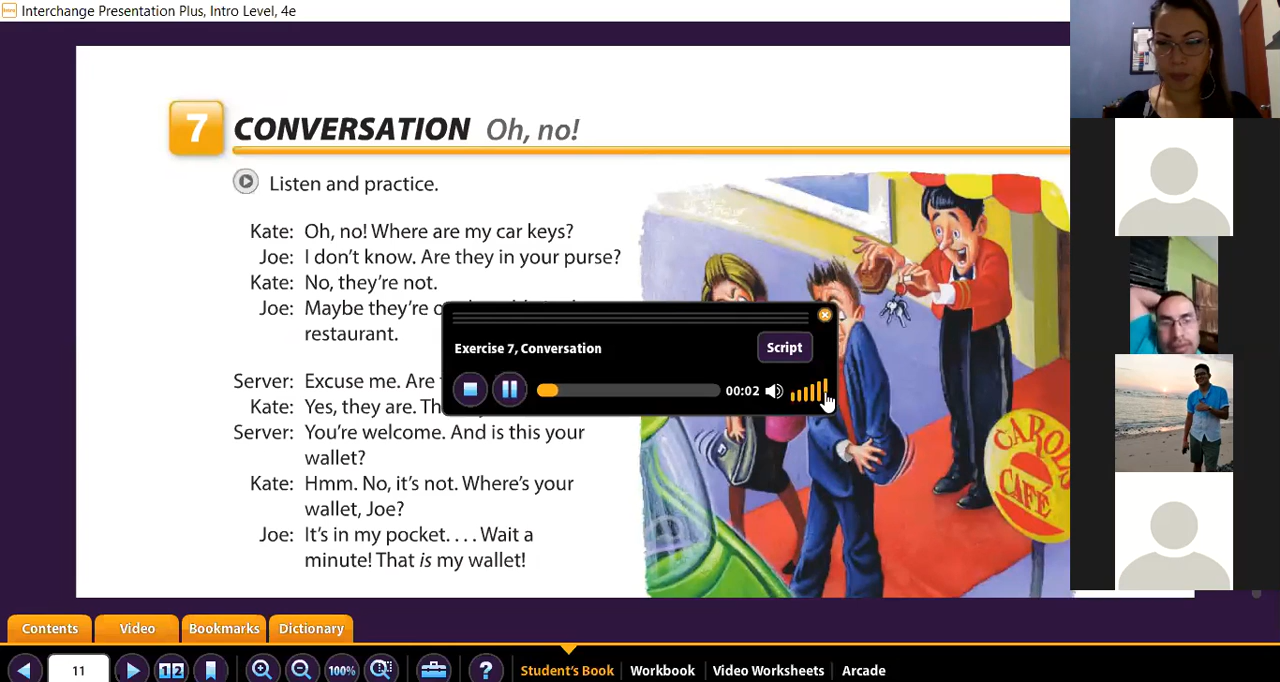 Interchange Presentation Plus, Intro Level, 4e
7 CONVERSATION Oh, no!
Listen and practice.
Kate: Oh, no! Where are my car keys?
Joe: I don't know. Are they in your purse?
Kate: No, they're not.
Joe: Maybe they're
restaurant.
Server: Excuse me. Are
Kate: Yes, they are.
Server: You're welcome. And is this your
wallet?
Kate: Hmm. No, it's not. Where's your
wallet, Joe?
Joe: It's in my pocket. . . . Wait a
minute! That is my wallet!
Exercise 7, Conversation
Script
00:02
CAROL'S
CAFÉ
Contents Video Bookmarks Dictionary
11 12 100% ? Student's Book Workbook Video Worksheets Arcade